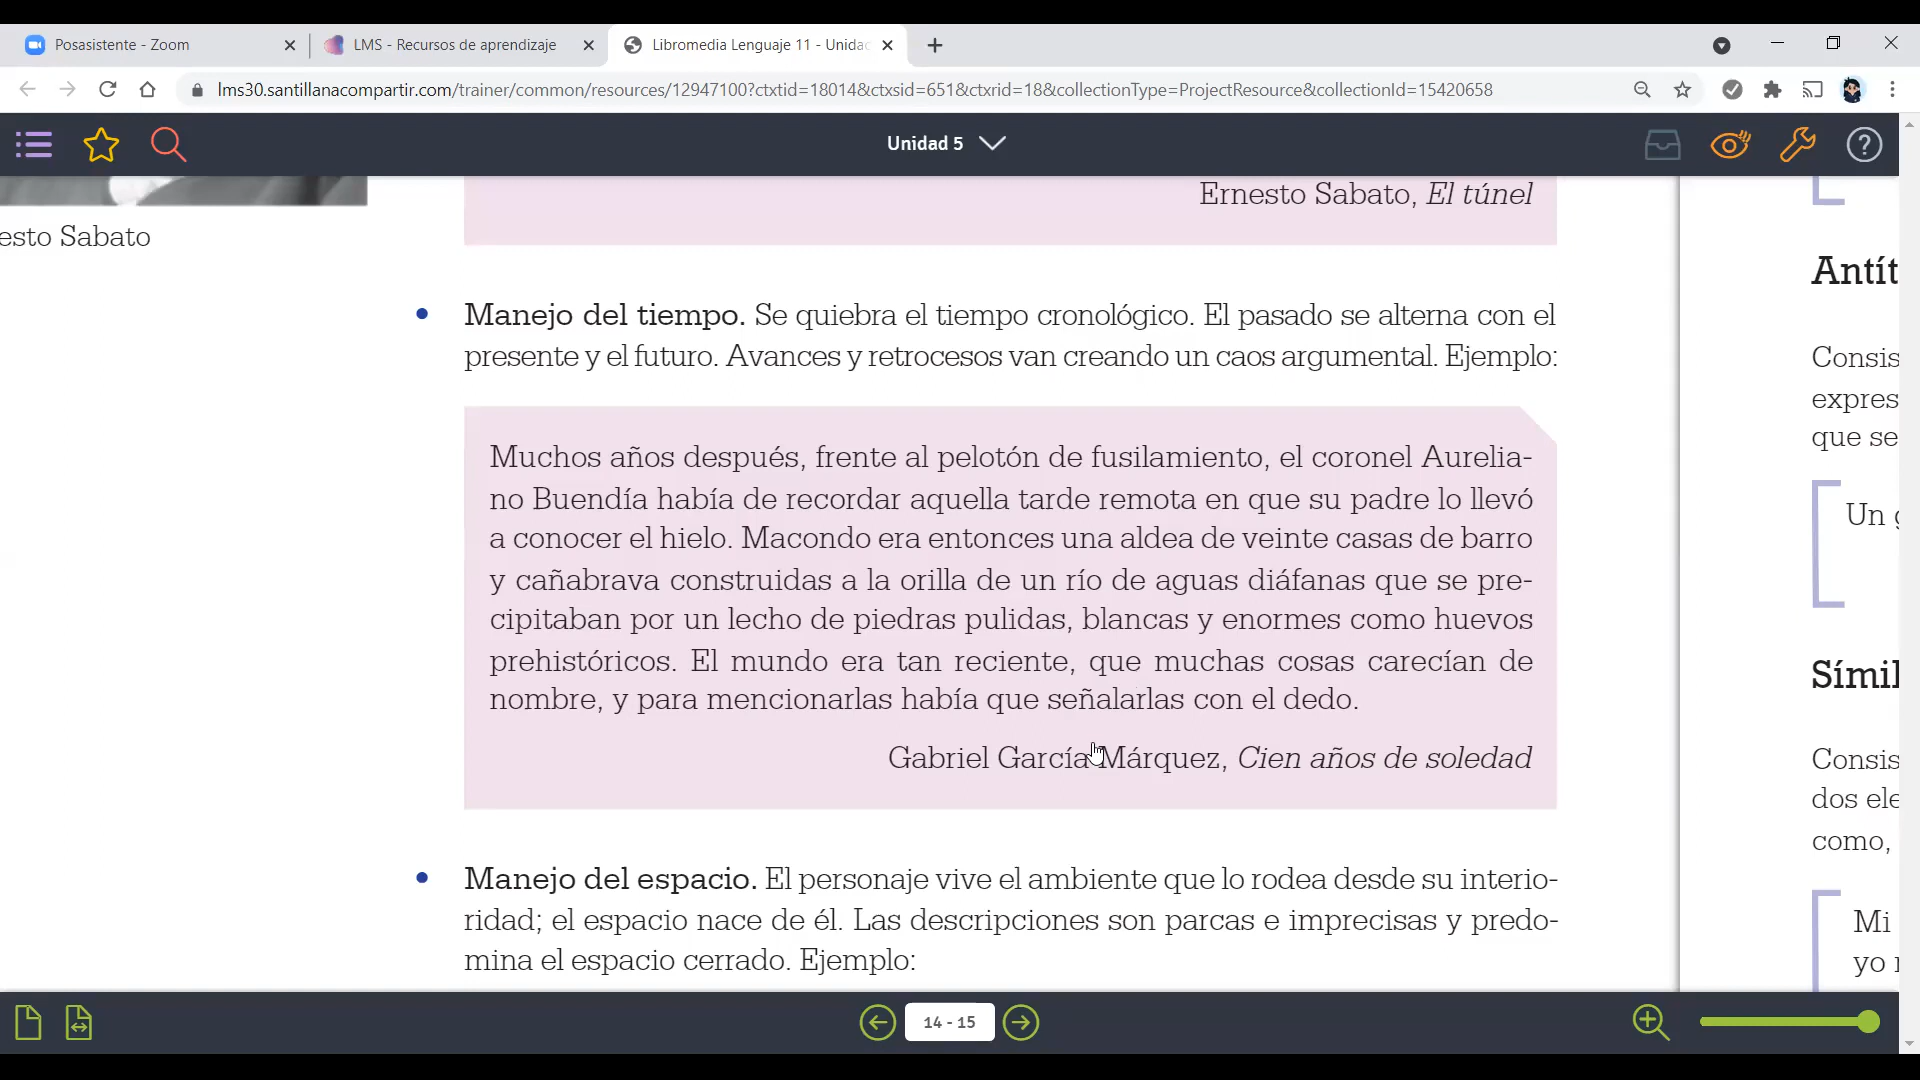 Posasistente - Zoom
LMS - Recursos de aprendizaje
Libromedia Lenguaje 11 - Unidad
lms30.santillanacompartir.com/trainer/common/resources/12947100?ctxtid=18014&ctxsid=651&ctxrid=18&collectionType=ProjectResource&collectionId=15420658
Unidad 5
Ernesto Sabato, El túnel
esto Sabato
Manejo del tiempo. Se quiebra el tiempo cronológico. El pasado se alterna con el
presente y el futuro. Avances y retrocesos van creando un caos argumental. Ejemplo:
Muchos años después, frente al pelotón de fusilamiento, el coronel Aurelia-
no Buendía había de recordar aquella tarde remota en que su padre lo llevó
a conocer el hielo. Macondo era entonces una aldea de veinte casas de barro
y cañabrava construidas a la orilla de un río de aguas diáfanas que se pre-
cipitaban por un lecho de piedras pulidas, blancas y enormes como huevos
prehistóricos. El mundo era tan reciente, que muchas cosas carecían de
nombre, y para mencionarlas había que señalarlas con el dedo.
Gabriel García Márquez, Cien años de soledad
Manejo del espacio. El personaje vive el ambiente que lo rodea desde su interio-
ridad; el espacio nace de él. Las descripciones son parcas e imprecisas y predo-
mina el espacio cerrado. Ejemplo:
Antít
Consis
expres
que se
Un
Símil
Consis
dos ele
como,
Mi
yo
14 - 15